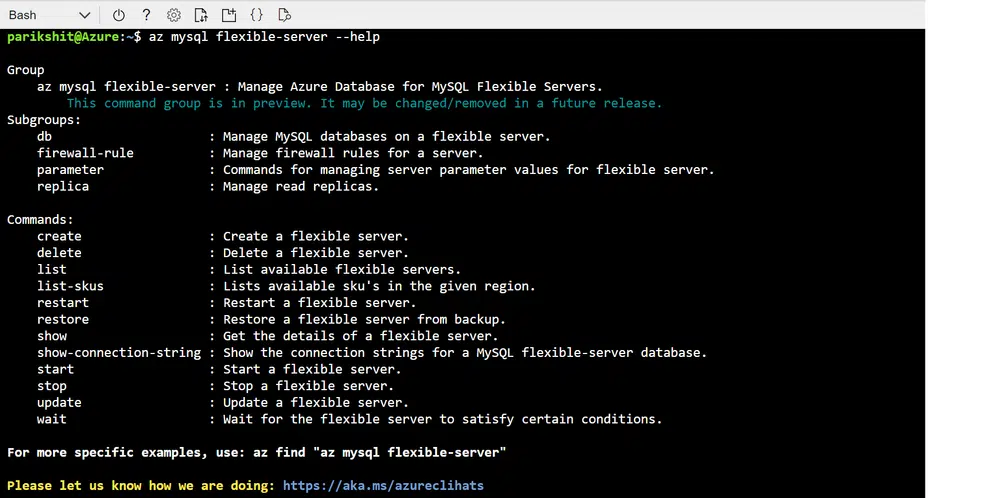 Bash
parikshit@Azure:~$ az mysql flexible-server --help
Group
az mysql flexible-server : Manage Azure Database for MySQL Flexible Servers.
This command group is in preview. It may be changed/removed in a future release.
Subgroups:
db : Manage MySQL databases on a flexible server.
firewall-rule : Manage firewall rules for a server.
parameter : Commands for managing server parameter values for flexible server.
replica : Manage read replicas.
Commands:
create : Create a flexible server.
delete : Delete a flexible server.
list : List available flexible servers.
list-skus : Lists available sku's in the given region.
restart : Restart a flexible server.
restore : Restore a flexible server from backup.
show : Get the details of a flexible server.
show-connection-string : Show the connection strings for a MySQL flexible-server database.
start : Start a flexible server.
stop : Stop a flexible server.
update : Update a flexible server.
wait : Wait for the flexible server to satisfy certain conditions.
For more specific examples, use: az find "az mysql flexible-server"
Please let us know how we are doing: https://aka.ms/azureclihats